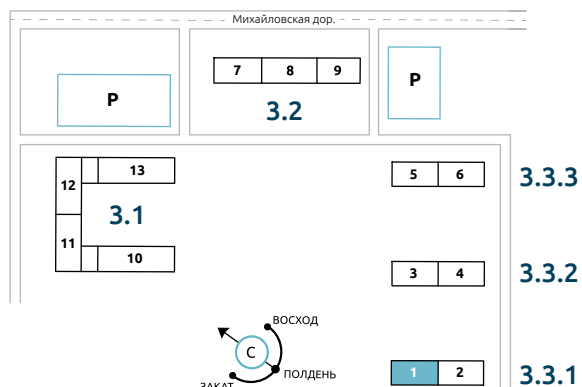 Михайловская дор.
7 8 9
P
P
3.2
13
5 6
3.3.3
12
3.1
11
10
3 4
3.3.2
ВОСХОД
С
ПОЛДЕНЬ
1 2
3.3.1
ЗАКАТ